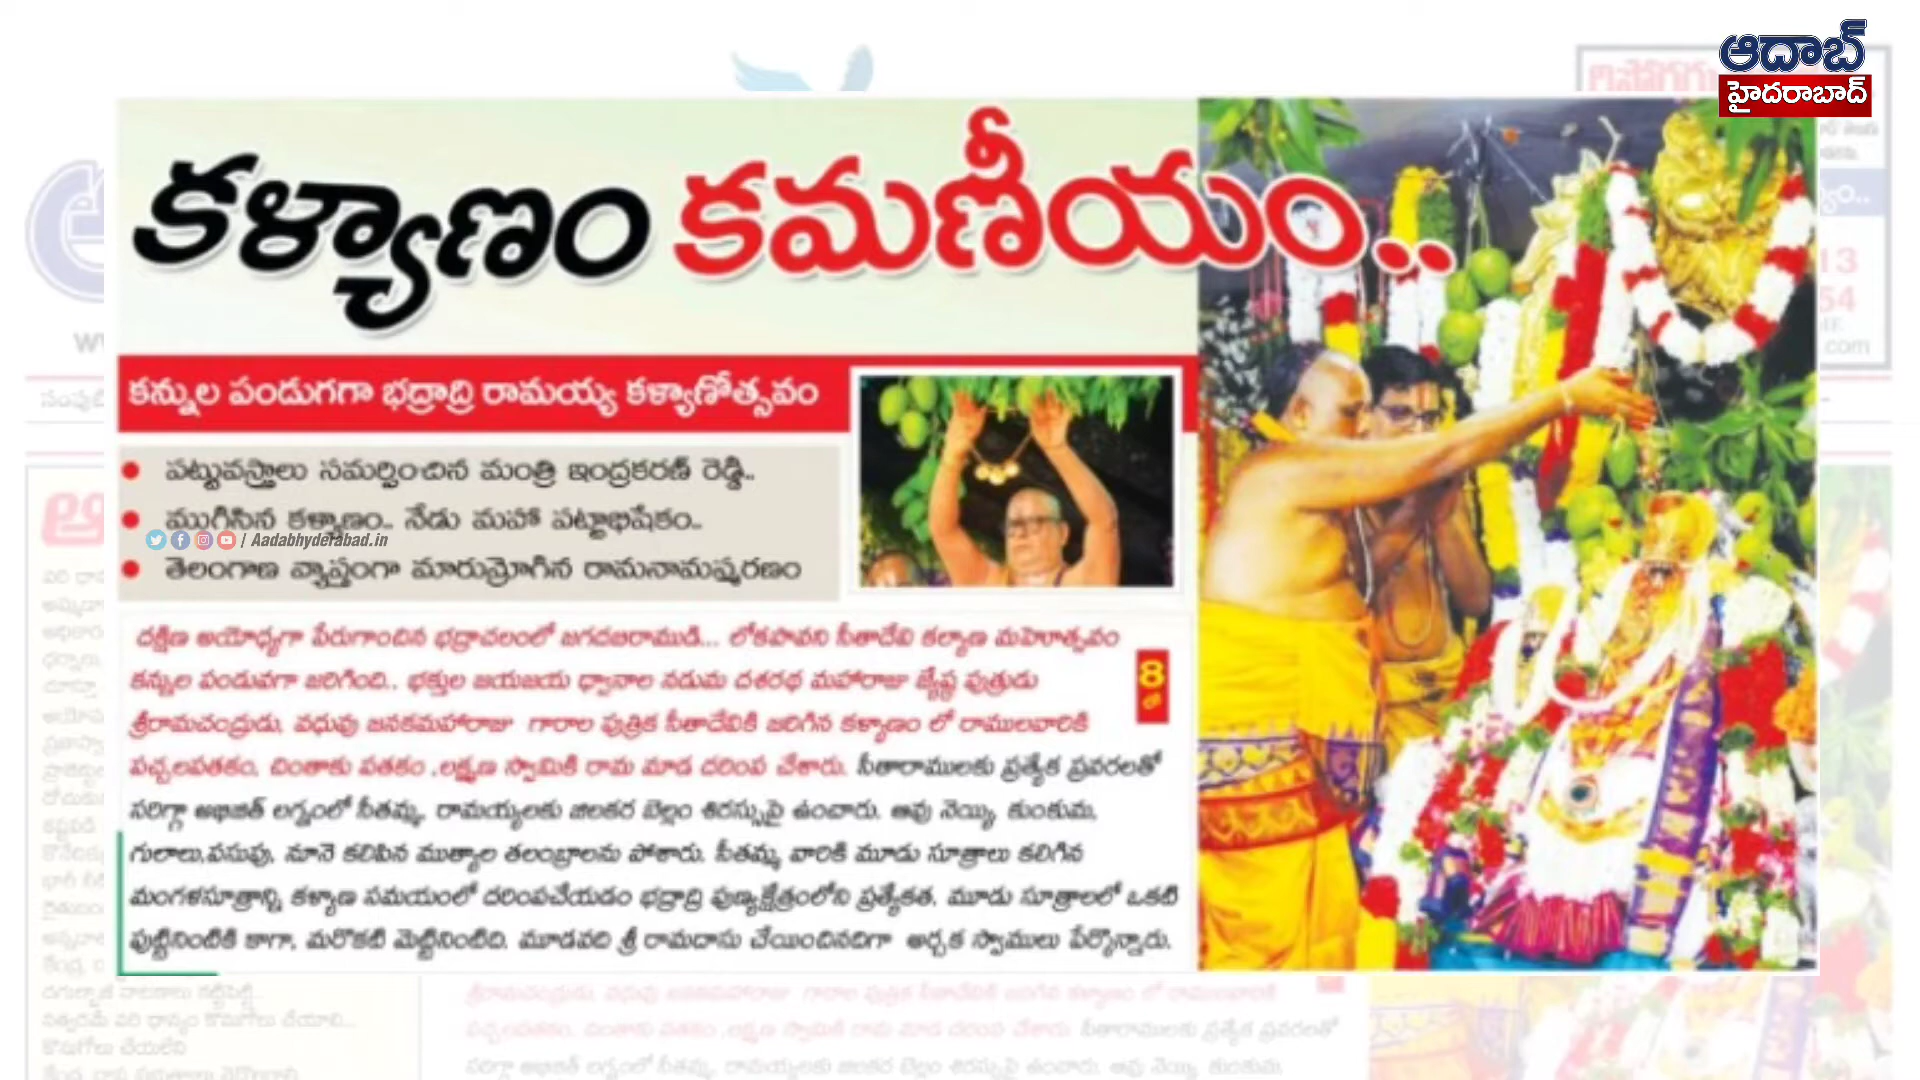 ఆదాబ్
హైదరాబాద్
కళ్యాణం కమణీయం..
కన్నుల పండుగగా భద్రాద్రి రామయ్య కళ్యాణోత్సవం
పట్టువస్త్రాలు సమర్పించిన మంత్రి ఇంద్రకరణ్ రెడ్డి..
ముగిసిన కళ్యాణం.. నేడు మహా పట్టాభిషేకం..
/ Aadabhyderabad.in
తెలంగాణ వ్యాప్తంగా మారుమ్రోగిన రామనామస్మరణం
దక్షిణ అయోధ్యగా పేరుగాంచిన భద్రాచలంలో జగదభిరాముడి... లోకపావని సీతాదేవి కల్యాణ మహోత్సవం
కన్నుల పండువగా జరిగింది.. భక్తుల జయజయ ధ్వానాల నడుమ దశరథ మహారాజు జ్యేష్ఠ పుత్రుడు
8లో
శ్రీరామచంద్రుడు, వధువు జనకమహారాజు గారాల పుత్రిక సీతాదేవికి జరిగిన కళ్యాణం లో రాములవారికి
పచ్చలపతకం, చింతాకు పతకం ,లక్ష్మణ స్వామికి రామ మాడ దరింప చేశారు. సీతారాములకు ప్రత్యేక ప్రవరలతో
సరిగ్గా అభిజిత్ లగ్నంలో సీతమ్మ, రామయ్యలకు జిలకర బెల్లం శిరస్సుపై ఉంచారు. ఆవు నెయ్యి, కుంకుమ,
గులాలు,పసుపు, నూనె కలిపిన ముత్యాల తలంబ్రాలను పోశారు. సీతమ్మ వారికి మూడు సూత్రాలు కలిగిన
మంగళసూత్రాన్ని కళ్యాణ సమయంలో దరింపచేయడం భద్రాద్రి పుణ్యక్షేత్రంలోని ప్రత్యేకత. మూడు సూత్రాలలో ఒకటి
పుట్టినింటికి కాగా, మరొకటి మెట్టినింటిది. మూడవది శ్రీ రామదాసు చేయించినదిగా అర్చక స్వాములు పేర్కొన్నారు.